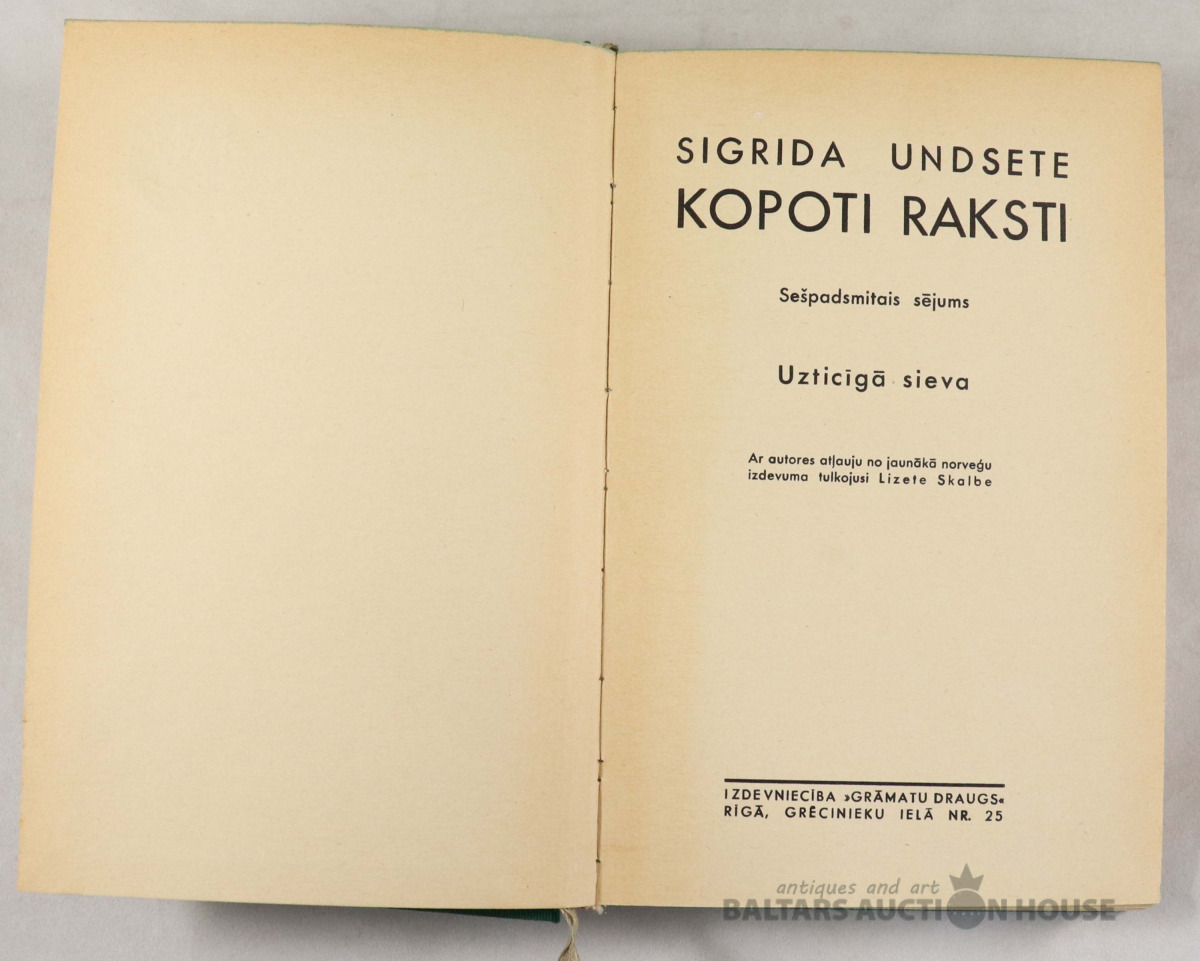 SIGRIDA UNDSETE
KOPOTI RAKSTI
Sešpadsmitais sējums
Uzticīgā sieva
Ar autores atļauju no jaunākā norveģu
izdevuma tulkojusi Lizete Skalbe
IZDEVNIECĪBA »GRĀMATU DRAUGS«
RĪGĀ, GRĒCINIEKU IELĀ NR. 25
antiques and art
BALTARS AUCTION HOUSE